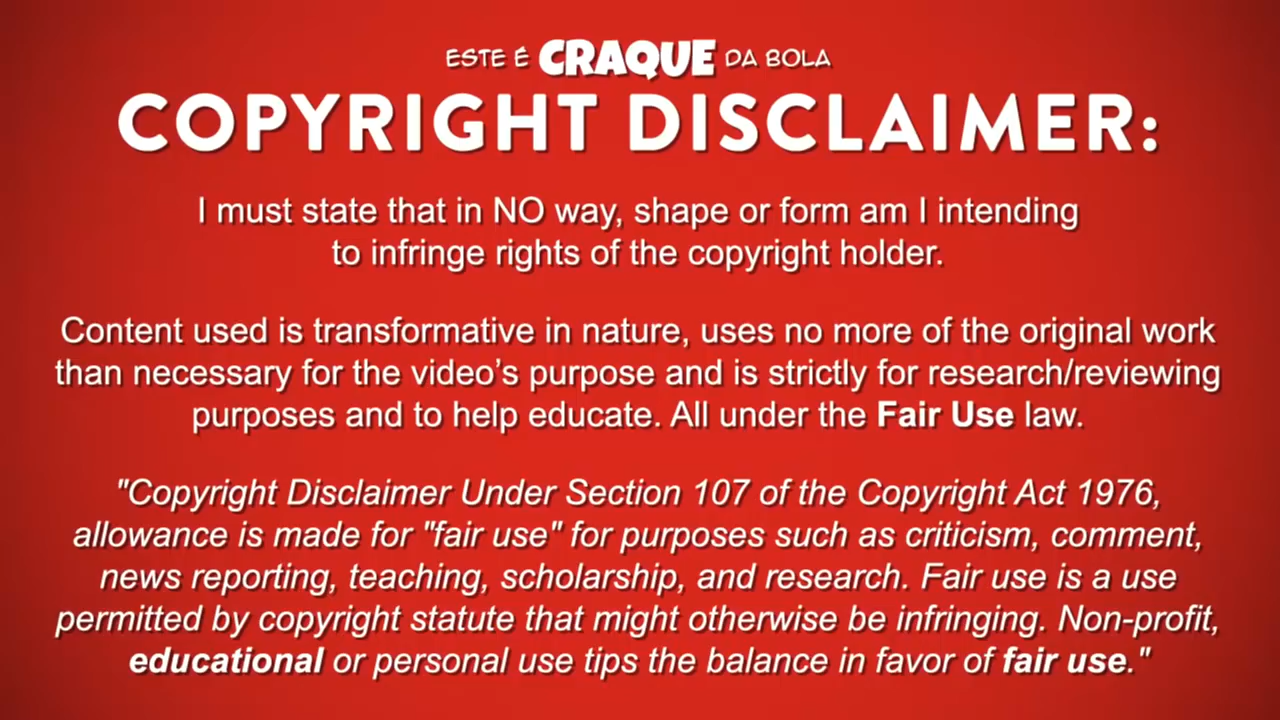 ESTE É CRAQUE DA BOLA
COPYRIGHT DISCLAIMER:
I must state that in NO way, shape or form am I intending
to infringe rights of the copyright holder.
Content used is transformative in nature, uses no more of the original work
than necessary for the video's purpose and is strictly for research/reviewing
purposes and to help educate. All under the Fair Use law.
"Copyright Disclaimer Under Section 107 of the Copyright Act 1976,
allowance is made for "fair use" for purposes such as criticism, comment,
news reporting, teaching, scholarship, and research. Fair use is a use
permitted by copyright statute that might otherwise be infringing. Non-profit,
educational or personal use tips the balance in favor of fair use."